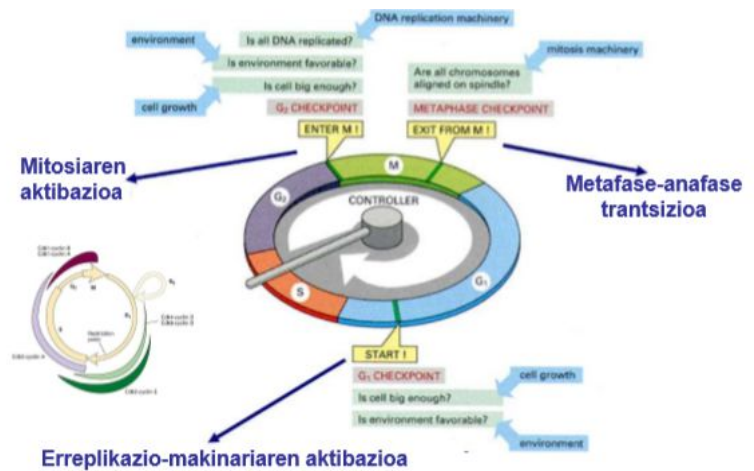 DNA replication machinery
environment
Is all DNA replicated?
mitosis machinery
Is environment favorable?
Are all chromosomes
aligned on spindle?
Is cell big enough?
cell growth
G₂ CHECKPOINT
METAPHASE CHECKPOINT
ENTER M !
EXIT FROM M !
Mitosiaren
aktibazioa
Metafase-anafase
trantsizioa
M
G₂
CONTROLLER
S
G₁
START !
G₁ CHECKPOINT
cell growth
Is cell big enough?
Is environment favorable?
environment
Erreplikazio-makinariaren aktibazioa